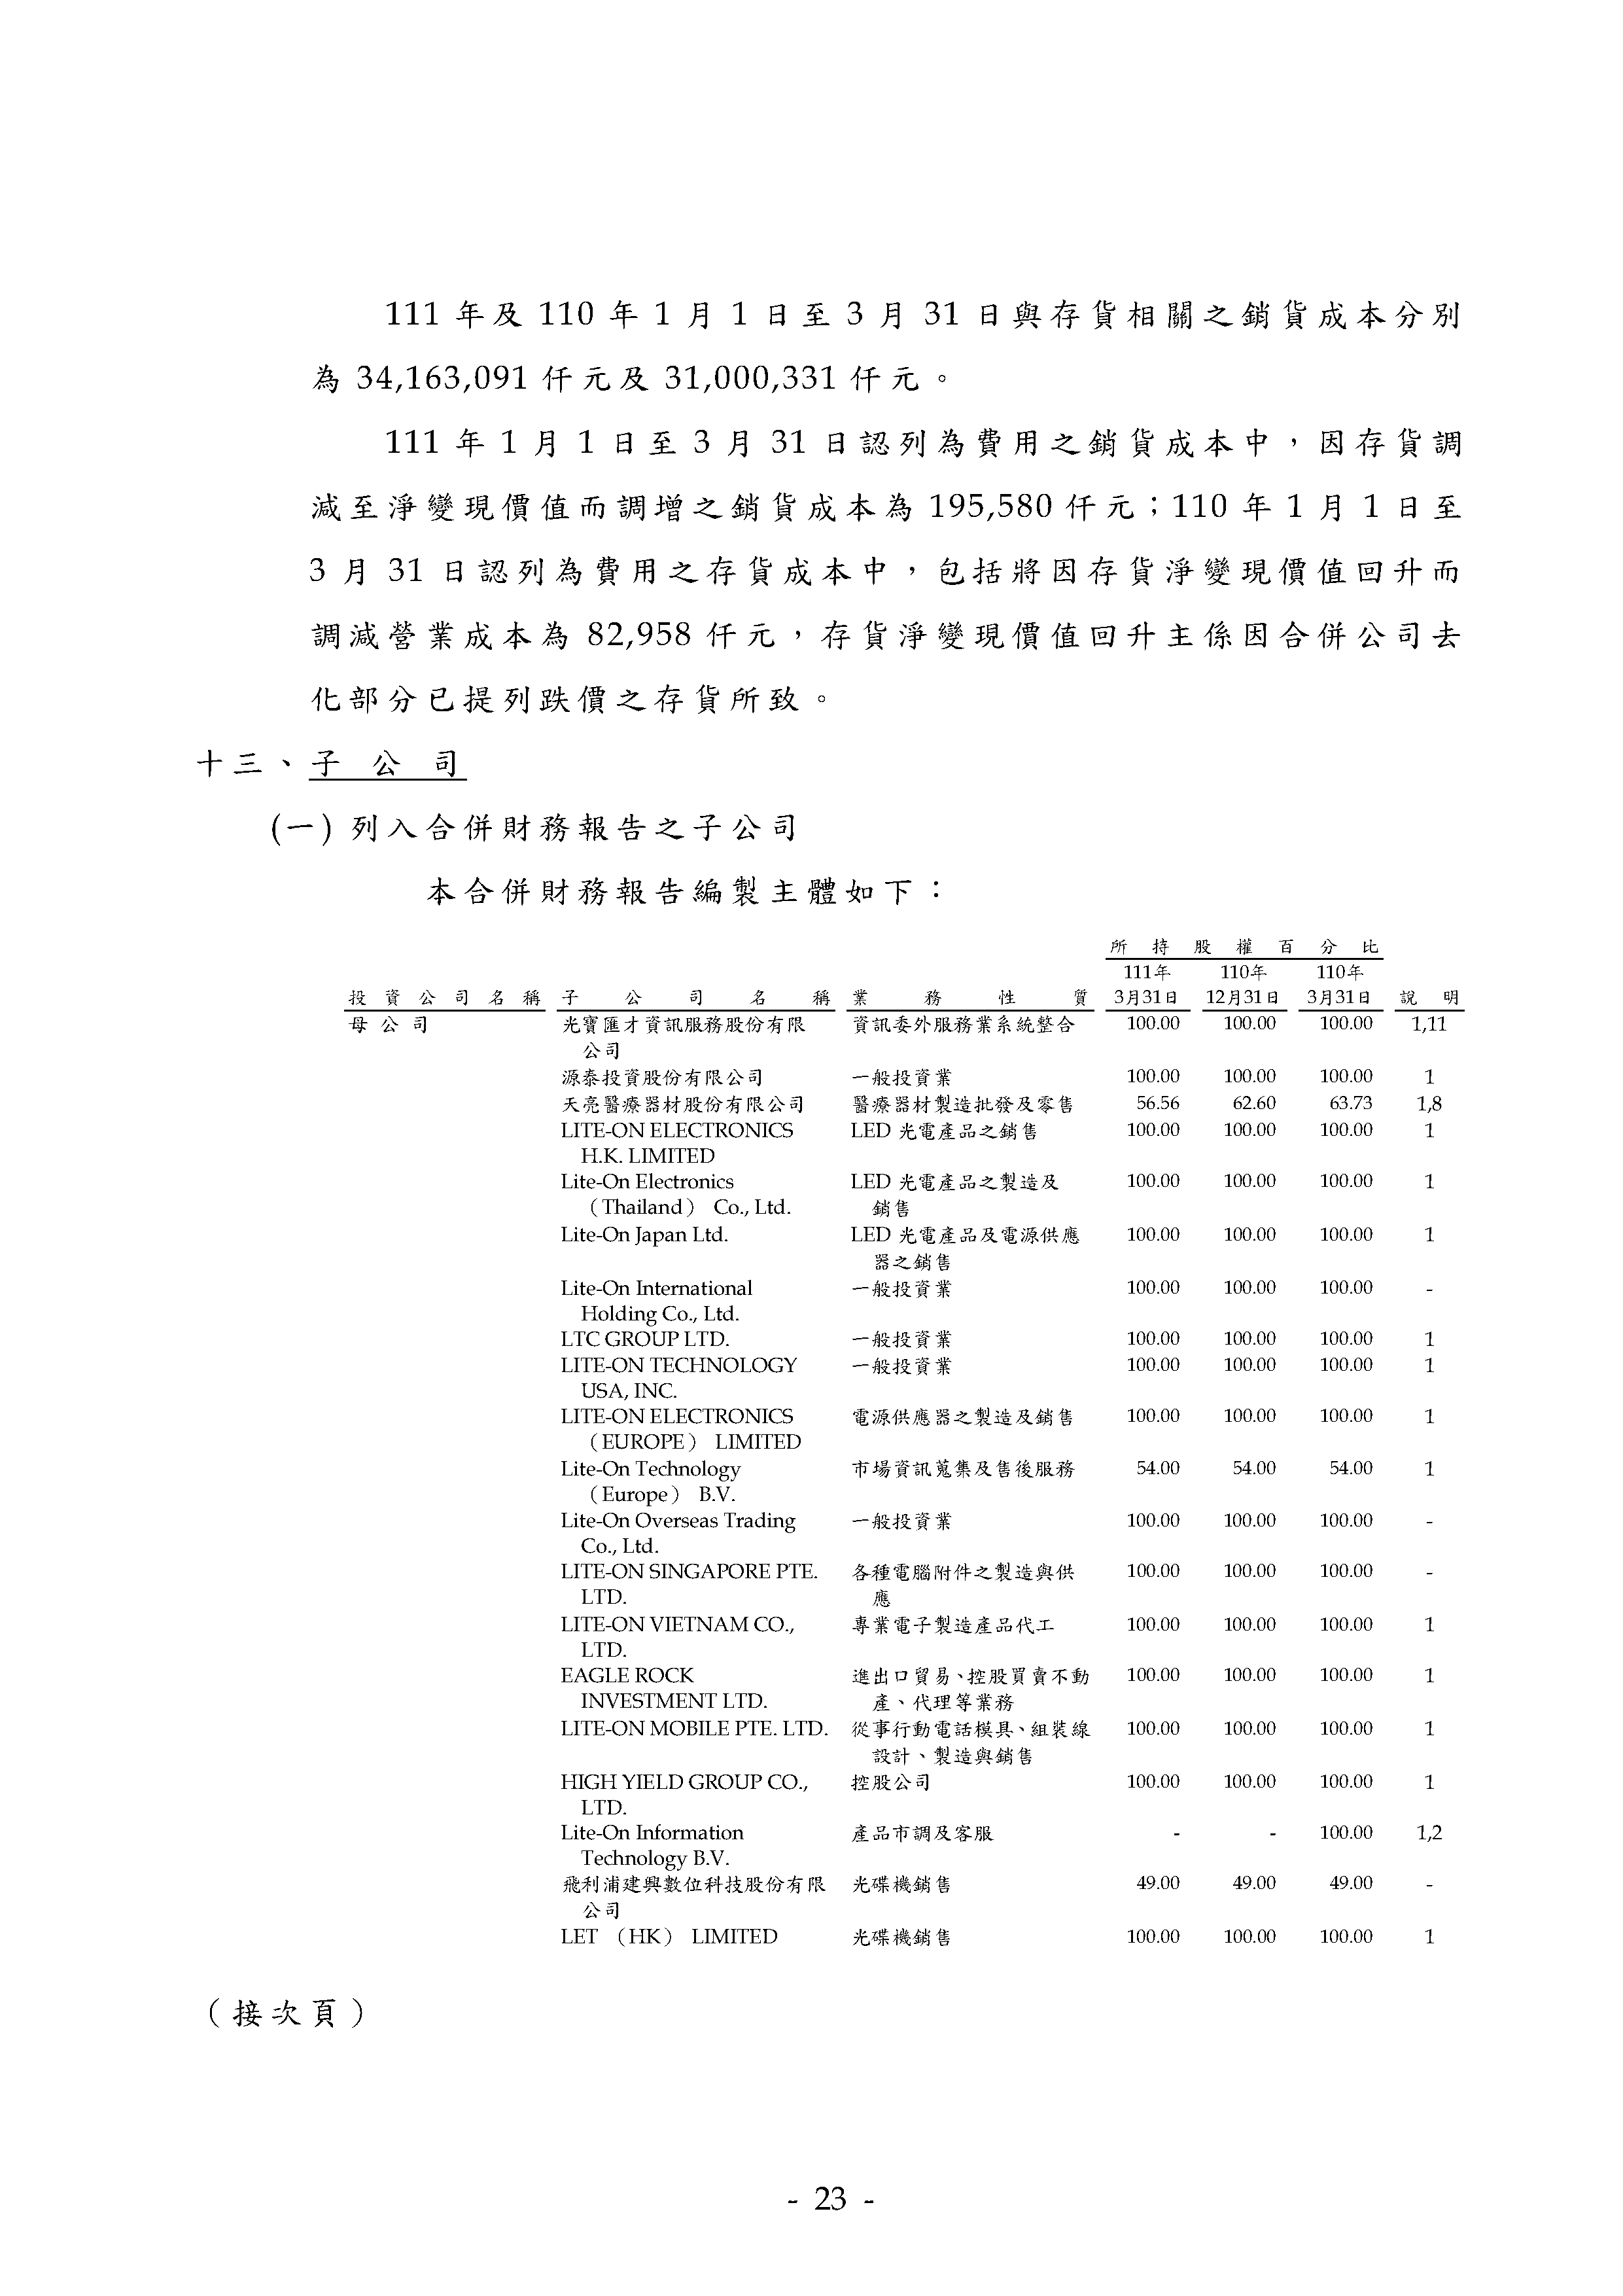 111 年及 110 年 1 月 1 日至 3 月 31 日與存貨相關之銷貨成本分別
為 34,163,091 仟元及 31,000,331 仟元。
111 年 1 月 1 日至 3 月 31 日認列為費用之銷貨成本中，因存貨調
減至淨變現價值而調增之銷貨成本為 195,580 仟元；110 年 1 月 1 日至
3 月 31 日認列為費用之存貨成本中，包括將因存貨淨變現價值回升而
調減營業成本為 82,958 仟元，存貨淨變現價值回升主係因合併公司去
化部分已提列跌價之存貨所致。
十三、子公司
(一) 列入合併財務報告之子公司
本合併財務報告編製主體如下：
所持股權百分比
111年 110年 110年
投資公司名稱 子公司名稱 業務性質 3月31日 12月31日 3月31日 說明
母公司 光寶匯才資訊服務股份有限 資訊委外服務業系統整合 100.00 100.00 100.00 1,11
公司
源泰投資股份有限公司 一般投資業 100.00 100.00 100.00 1
天亮醫療器材股份有限公司 醫療器材製造批發及零售 56.56 62.60 63.73 1,8
LITE-ON ELECTRONICS LED 光電產品之銷售 100.00 100.00 100.00 1
H.K. LIMITED
Lite-On Electronics LED 光電產品之製造及 100.00 100.00 100.00 1
（Thailand） Co., Ltd. 銷售
Lite-On Japan Ltd. LED 光電產品及電源供應 100.00 100.00 100.00 1
器之銷售
Lite-On International 一般投資業 100.00 100.00 100.00 -
Holding Co., Ltd.
LTC GROUP LTD. 一般投資業 100.00 100.00 100.00 1
LITE-ON TECHNOLOGY 一般投資業 100.00 100.00 100.00 1
USA, INC.
LITE-ON ELECTRONICS 電源供應器之製造及銷售 100.00 100.00 100.00 1
（EUROPE） LIMITED
Lite-On Technology 市場資訊蒐集及售後服務 54.00 54.00 54.00 1
（Europe） B.V.
Lite-On Overseas Trading 一般投資業 100.00 100.00 100.00 -
Co., Ltd.
LITE-ON SINGAPORE PTE. 各種電腦附件之製造與供 100.00 100.00 100.00 -
LTD. 應
LITE-ON VIETNAM CO., 專業電子製造產品代工 100.00 100.00 100.00 1
LTD.
EAGLE ROCK 進出口貿易、控股買賣不動 100.00 100.00 100.00 1
INVESTMENT LTD. 產、代理等業務
LITE-ON MOBILE PTE. LTD. 從事行動電話模具、組裝線 100.00 100.00 100.00 1
設計、製造與銷售
HIGH YIELD GROUP CO., 控股公司 100.00 100.00 100.00 1
LTD.
Lite-On Information 產品市調及客服 - - 100.00 1,2
Technology B.V.
飛利浦建興數位科技股份有限 光碟機銷售 49.00 49.00 49.00 -
公司
LET （HK） LIMITED 光碟機銷售 100.00 100.00 100.00 1
（接次頁）
- 23 -